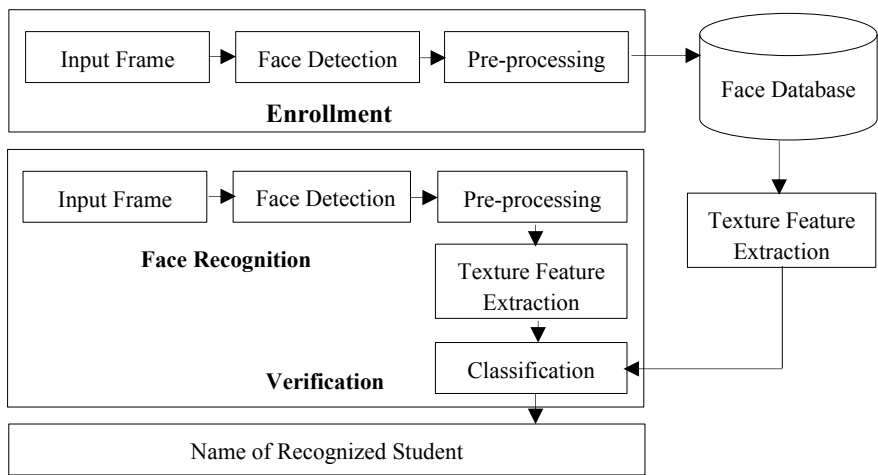 Input Frame
Face Detection
Pre-processing
Enrollment
Face Database
Input Frame
Face Detection
Pre-processing
Texture Feature
Extraction
Face Recognition
Texture Feature
Extraction
Classification
Verification
Name of Recognized Student